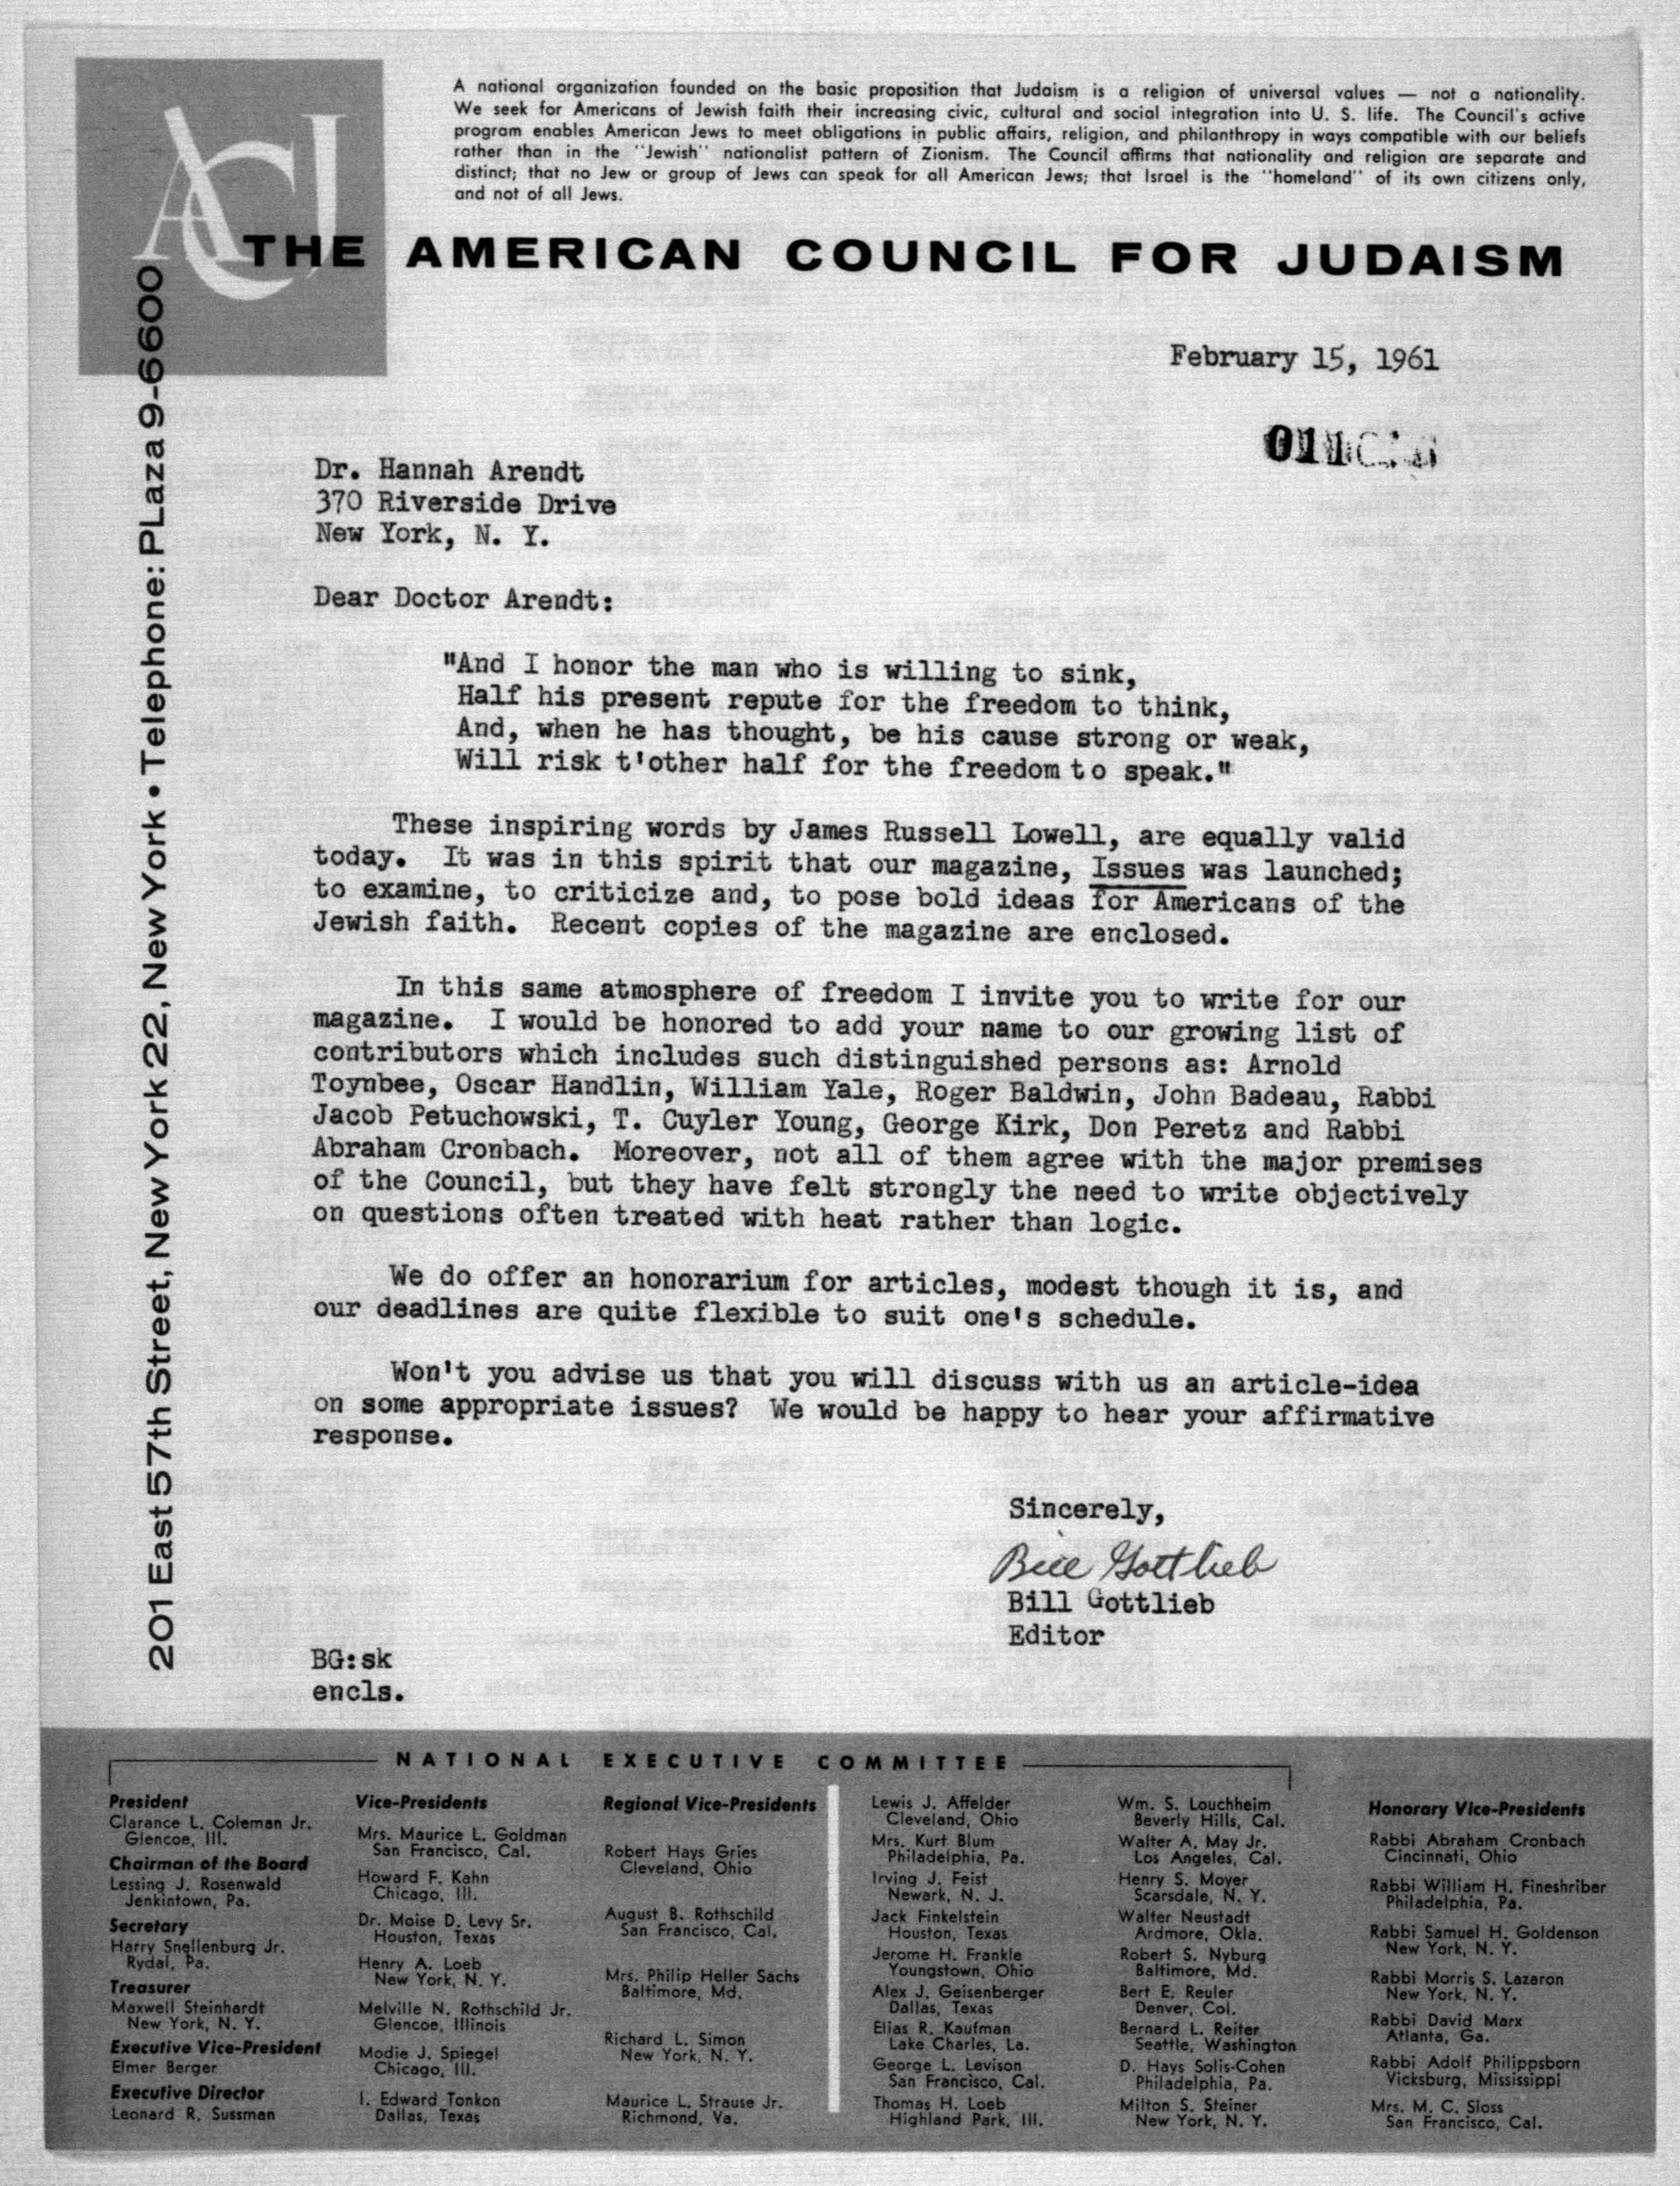 ACJ
A national organization founded on the basic proposition that Judaism is a religion of universal values — not a nationality.
We seek for Americans of Jewish faith their increasing civic, cultural and social integration into U. S. life. The Council's active
program enables American Jews to meet obligations in public affairs, religion, and philanthropy in ways compatible with our beliefs
rather than in the "Jewish" nationalist pattern of Zionism. The Council affirms that nationality and religion are separate and
distinct; that no Jew or group of Jews can speak for all American Jews; that Israel is the "homeland" of its own citizens only,
and not of all Jews.
THE AMERICAN COUNCIL FOR JUDAISM
201 East 57th Street, New York 22, New York • Telephone: PLaza 9-6600
February 15, 1961
Dr. Hannah Arendt
370 Riverside Drive
New York, N. Y.
Dear Doctor Arendt:
"And I honor the man who is willing to sink,
Half his present repute for the freedom to think,
And, when he has thought, be his cause strong or weak,
Will risk t'other half for the freedom to speak."
These inspiring words by James Russell Lowell, are equally valid
today. It was in this spirit that our magazine, Issues was launched;
to examine, to criticize and, to pose bold ideas for Americans of the
Jewish faith. Recent copies of the magazine are enclosed.
In this same atmosphere of freedom I invite you to write for our
magazine. I would be honored to add your name to our growing list of
contributors which includes such distinguished persons as: Arnold
Toynbee, Oscar Handlin, William Yale, Roger Baldwin, John Badeau, Rabbi
Jacob Petuchowski, T. Cuyler Young, George Kirk, Don Peretz and Rabbi
Abraham Cronbach. Moreover, not all of them agree with the major premises
of the Council, but they have felt strongly the need to write objectively
on questions often treated with heat rather than logic.
We do offer an honorarium for articles, modest though it is, and
our deadlines are quite flexible to suit one's schedule.
Won't you advise us that you will discuss with us an article-idea
on some appropriate issues? We would be happy to hear your affirmative
response.
Sincerely,
Bill Gottlieb
Bill Gottlieb
Editor
BG:sk
encls.
NATIONAL EXECUTIVE COMMITTEE
President
Clarance L. Coleman Jr.
Glencoe, Ill.
Chairman of the Board
Lessing J. Rosenwald
Jenkintown, Pa.
Secretary
Harry Snellenburg Jr.
Rydal, Pa.
Treasurer
Maxwell Steinhardt
New York, N. Y.
Executive Vice-President
Elmer Berger
Executive Director
Leonard R. Sussman
Vice-Presidents
Mrs. Maurice L. Goldman
San Francisco, Cal.
Howard F. Kahn
Chicago, Ill.
Dr. Moise D. Levy Sr.
Houston, Texas
Henry A. Loeb
New York, N. Y.
Melville N. Rothschild Jr.
Glencoe, Illinois
Modie J. Spiegel
Chicago, Ill.
I. Edward Tonkon
Dallas, Texas
Regional Vice-Presidents
Robert Hays Gries
Cleveland, Ohio
August B. Rothschild
San Francisco, Cal.
Mrs. Philip Heller Sachs
Baltimore, Md.
Richard L. Simon
New York, N. Y.
Maurice L. Strause Jr.
Richmond, Va.
Lewis J. Affelder
Cleveland, Ohio
Mrs. Kurt Blum
Philadelphia, Pa.
Irving J. Feist
Newark, N. J.
Jack Finkelstein
Houston, Texas
Jerome H. Frankle
Youngstown, Ohio
Alex J. Geisenberger
Dallas, Texas
Elias R. Kaufman
Lake Charles, La.
George L. Levison
San Francisco, Cal.
Thomas H. Loeb
Highland Park, Ill.
Wm. S. Louchheim
Beverly Hills, Cal.
Walter A. May Jr.
Los Angeles, Cal.
Henry S. Moyer
Scarsdale, N. Y.
Walter Neustadt
Ardmore, Okla.
Robert S. Nyburg
Baltimore, Md.
Bert E. Reuler
Denver, Col.
Bernard L. Reiter
Seattle, Washington
D. Hays Solis-Cohen
Philadelphia, Pa.
Milton S. Steiner
New York, N. Y.
Honorary Vice-Presidents
Rabbi Abraham Cronbach
Cincinnati, Ohio
Rabbi William H. Fineshriber
Philadelphia, Pa.
Rabbi Samuel H. Goldenson
New York, N. Y.
Rabbi Morris S. Lazaron
New York, N. Y.
Rabbi David Marx
Atlanta, Ga.
Rabbi Adolf Philippsborn
Vicksburg, Mississippi
Mrs. M. C. Sloss
San Francisco, Cal.